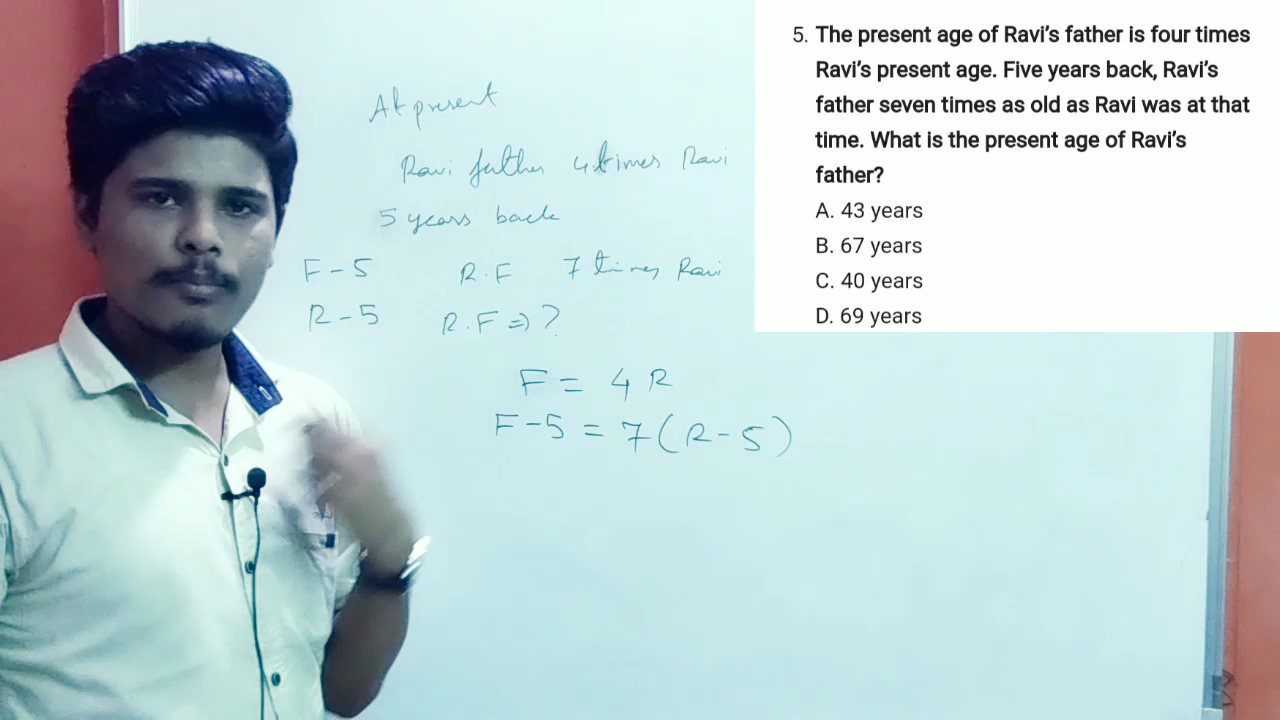 At present
Ravi father 4 times Ravi
5 years back
F - 5 R.F 7 times Ravi
R - 5 R.F => ?
F = 4 R
F - 5 = 7 ( R - 5 )
5. The present age of Ravi’s father is four times
Ravi’s present age. Five years back, Ravi’s
father seven times as old as Ravi was at that
time. What is the present age of Ravi’s
father?
A. 43 years
B. 67 years
C. 40 years
D. 69 years